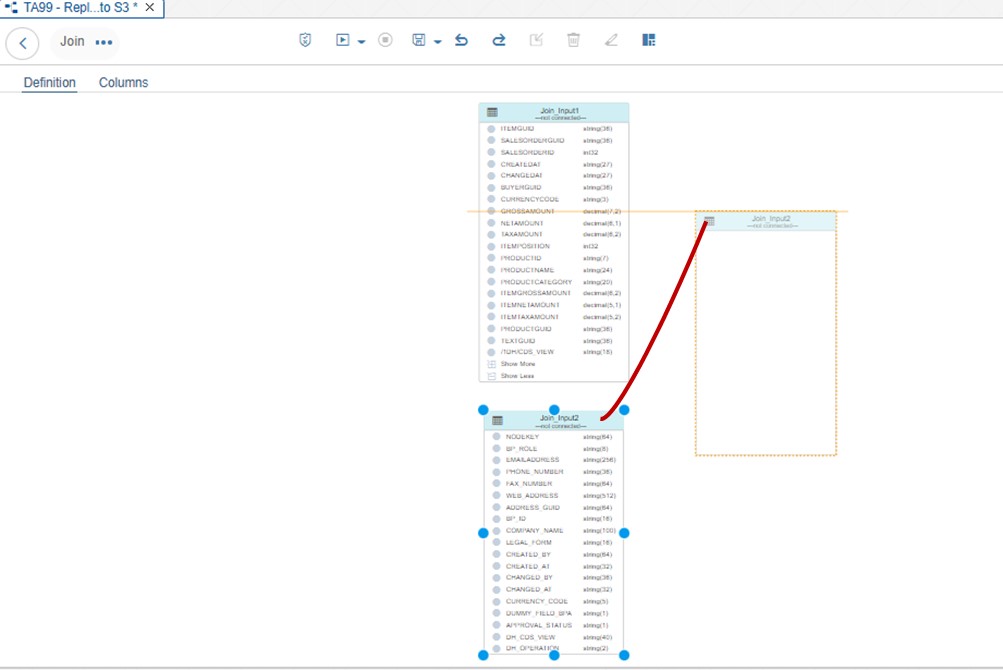 TA99 - Repl...to S3 *
Join
Definition Columns
Join_Input1
—not connected—
ITEMGUID string(36)
SALESORDERGUID string(36)
SALESORDERID int32
CREATEDAT string(27)
CHANGEDAT string(27)
BUYERGUID string(36)
CURRENCYCODE string(3)
GROSSAMOUNT decimal(7,2)
NETAMOUNT decimal(6,1)
TAXAMOUNT decimal(6,2)
ITEMPOSITION int32
PRODUCTID string(7)
PRODUCTNAME string(24)
PRODUCTCATEGORY string(20)
ITEMGROSSAMOUNT decimal(6,2)
ITEMNETAMOUNT decimal(5,1)
ITEMTAXAMOUNT decimal(5,2)
PRODUCTGUID string(36)
TEXTGUID string(36)
string(18)
Show More
Show Less
Join_Input2
—not connected—
Join_Input2
—not connected—
NODEKEY string(64)
BP_ROLE string(6)
EMAILADDRESS string(256)
PHONE_NUMBER string(36)
FAX_NUMBER string(64)
WEB_ADDRESS string(512)
ADDRESS_GUID string(64)
BP_ID string(16)
COMPANY_NAME string(100)
LEGAL_FORM string(18)
CREATED_BY string(64)
CREATED_AT string(32)
CHANGED_BY string(36)
CHANGED_AT string(32)
CURRENCY_CODE string(5)
DUMMY_FIELD_BPA string(1)
APPROVAL_STATUS string(1)
DH_CDS_VIEW string(40)
DH_OPERATION string(2)